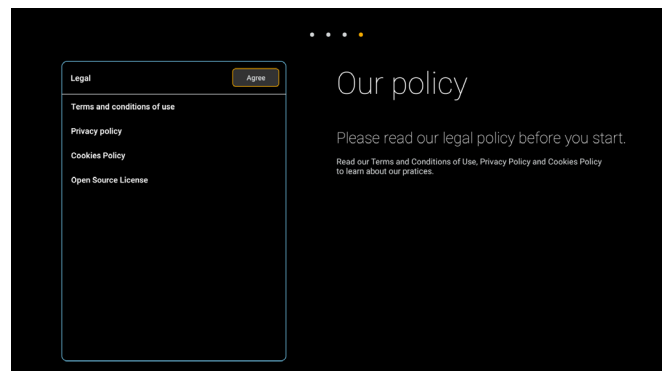 Legal
Agree
Terms and conditions of use
Privacy policy
Cookies Policy
Open Source License
Our policy
Please read our legal policy before you start.
Read our Terms and Conditions of Use, Privacy Policy and Cookies Policy
to learn about our pratices.